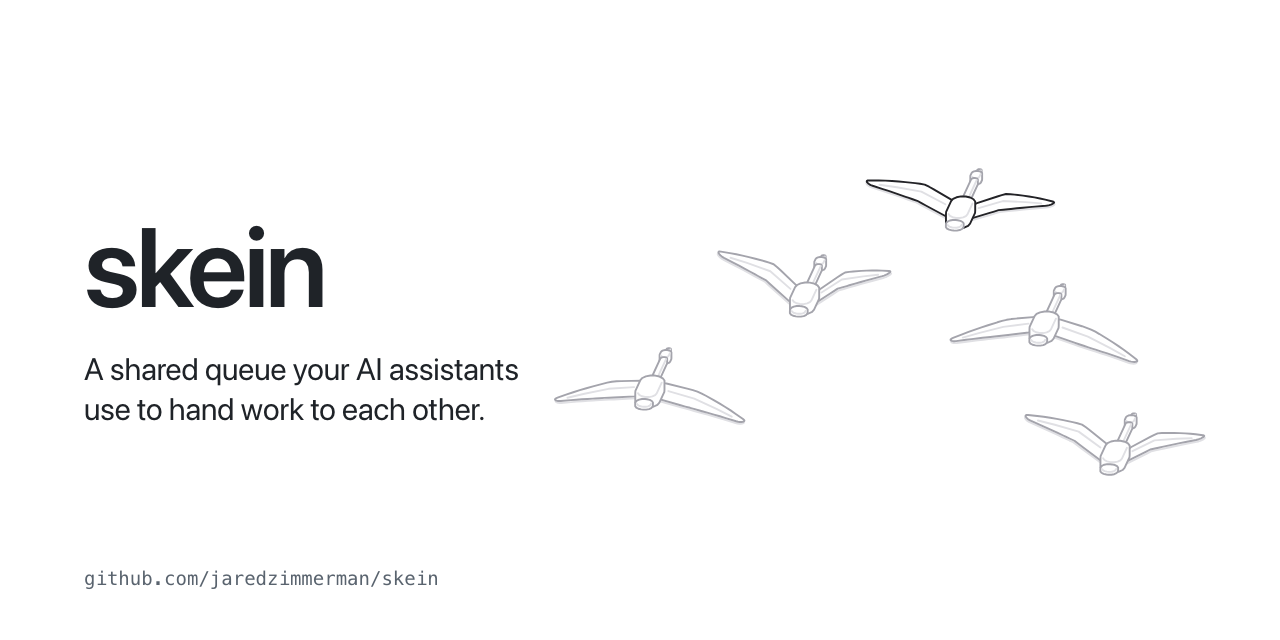 skein
A shared queue your AI assistants
use to hand work to each other.
github.com/jaredzimmerman/skein